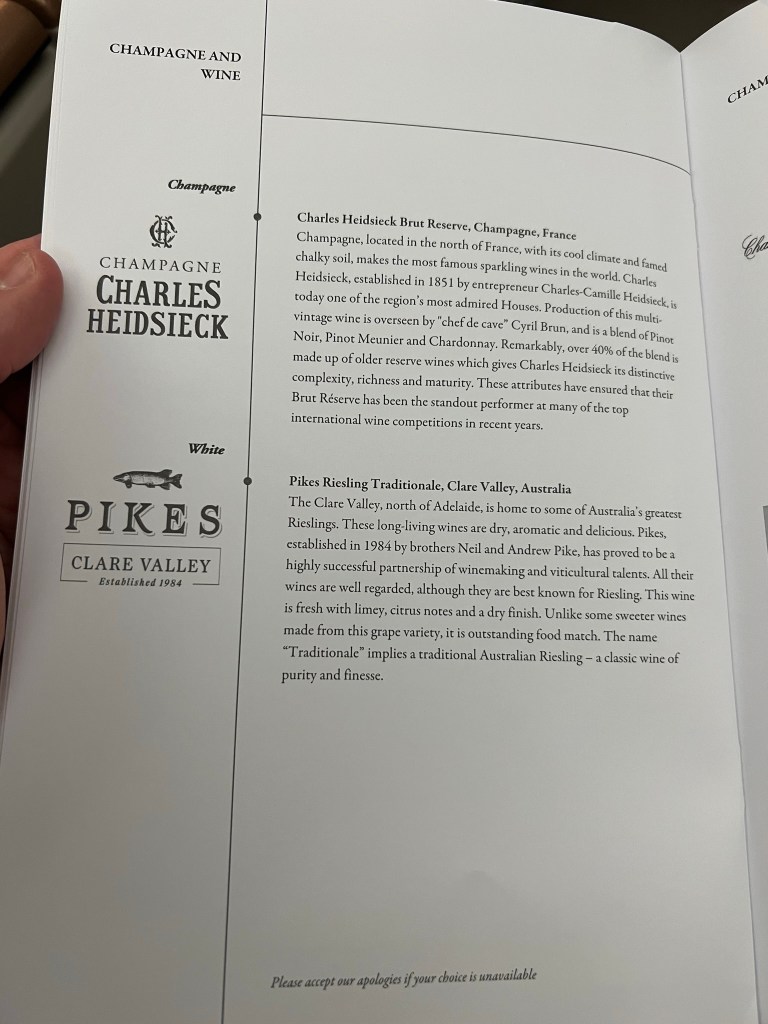 CHAMPAGNE AND
WINE
CHAM
Champagne
CHAMPAGNE
CHARLES
HEIDSIECK
Charles Heidsieck Brut Reserve, Champagne, France
Champagne, located in the north of France, with its cool climate and famed
chalky soil, makes the most famous sparkling wines in the world. Charles
Heidsieck, established in 1851 by entrepreneur Charles-Camille Heidsieck, is
today one of the region's most admired Houses. Production of this multi-
vintage wine is overseen by "chef de cave" Cyril Brun, and is a blend of Pinot
Noir, Pinot Meunier and Chardonnay. Remarkably, over 40% of the blend is
made up of older reserve wines which gives Charles Heidsieck its distinctive
complexity, richness and maturity. These attributes have ensured that their
Brut Réserve has been the standout performer at many of the top
international wine competitions in recent years.
White
PIKES
CLARE VALLEY
Established 1984
Pikes Riesling Traditionale, Clare Valley, Australia
The Clare Valley, north of Adelaide, is home to some of Australia's greatest
Rieslings. These long-living wines are dry, aromatic and delicious. Pikes,
established in 1984 by brothers Neil and Andrew Pike, has proved to be a
highly successful partnership of winemaking and viticultural talents. All their
wines are well regarded, although they are best known for Riesling. This wine
is fresh with limey, citrus notes and a dry finish. Unlike some sweeter wines
made from this grape variety, it is outstanding food match. The name
“Traditionale” implies a traditional Australian Riesling – a classic wine of
purity and finesse.
Please accept our apologies if your choice is unavailable